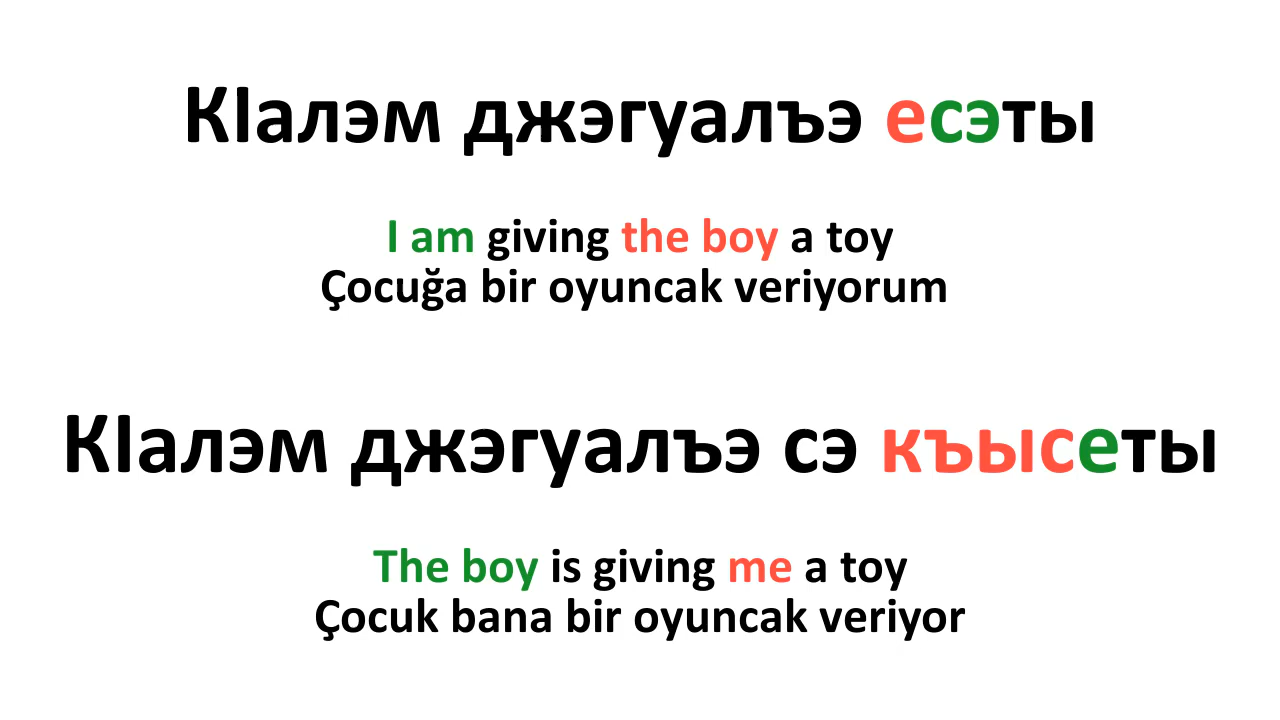 КӀалэм джэгуалъэ есэты
I am giving the boy a toy
Çocuğa bir oyuncak veriyorum
КӀалэм джэгуалъэ сэ къысеты
The boy is giving me a toy
Çocuk bana bir oyuncak veriyor